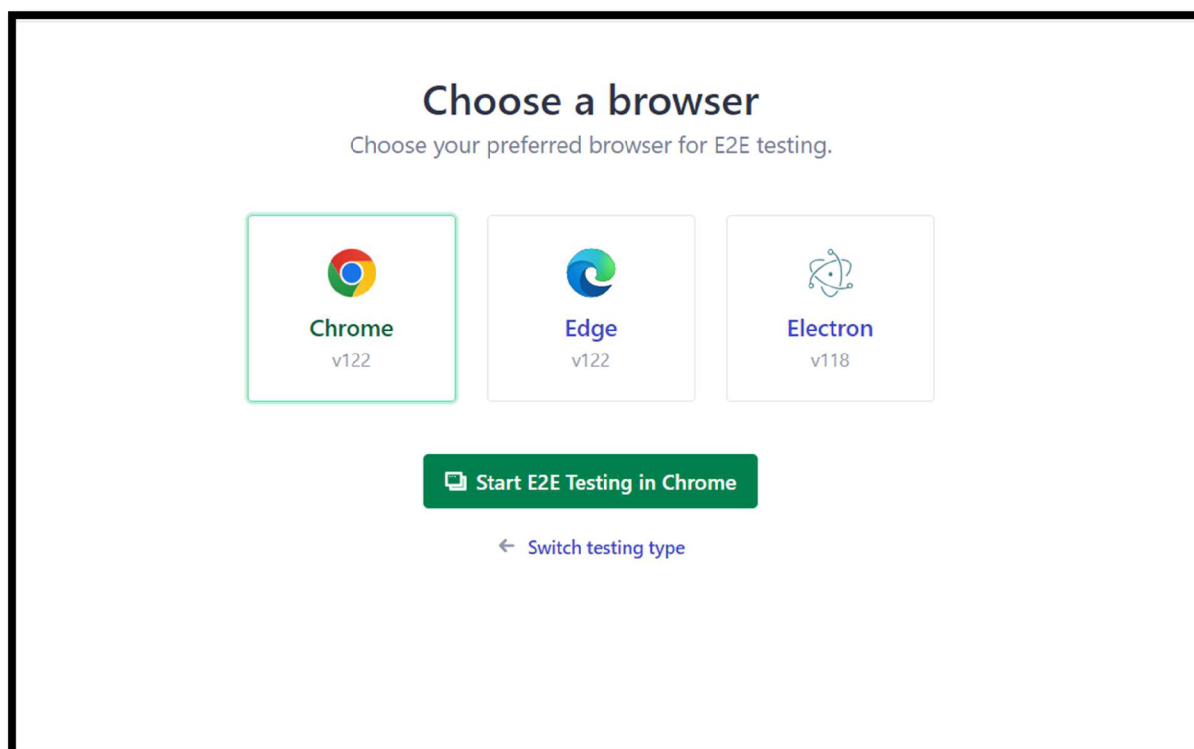 Choose a browser
Choose your preferred browser for E2E testing.
Chrome
v122
Edge
v122
Electron
v118
Start E2E Testing in Chrome
← Switch testing type